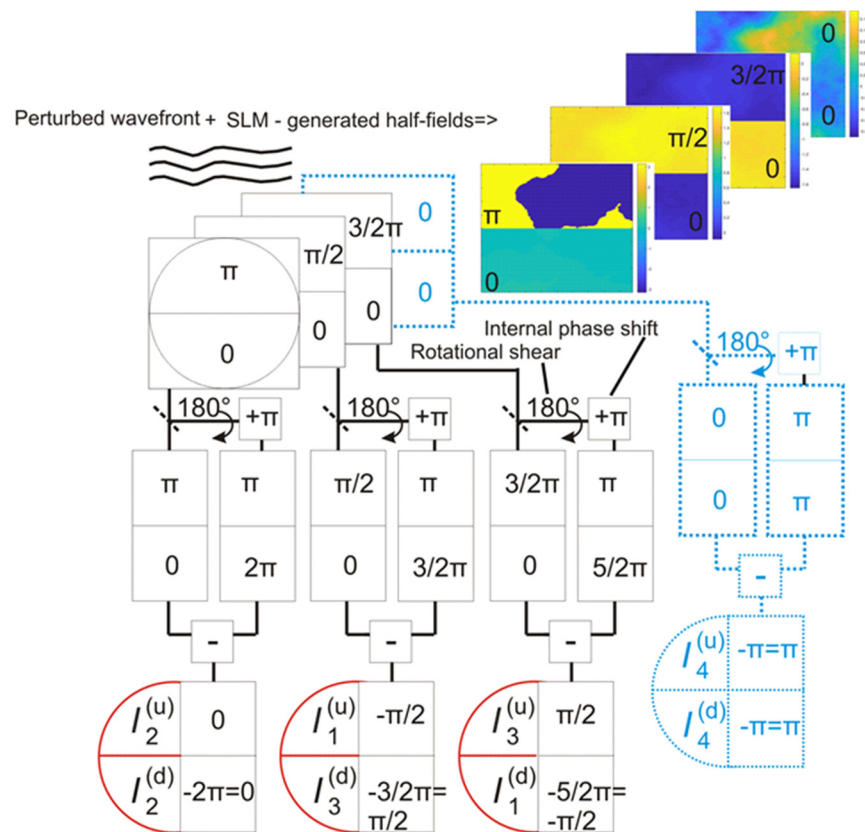 Perturbed wavefront + SLM - generated half-fields=>
0
0
3/2π
0
π/2
0
π
0
0
0
3/2π
0
π/2
0
π
0
Internal phase shift
Rotational shear
180° +π
180° +π
180° +π
180° +π
π π
0 2π
π/2 π
0 3/2π
3/2π π
0 5/2π
0 π
0 π
-
-
-
-
I2(u) 0
I2(d) -2π=0
I1(u) -π/2
I3(d) -3/2π=
π/2
I3(u) π/2
I1(d) -5/2π=
-π/2
I4(u) -π=π
I4(d) -π=π